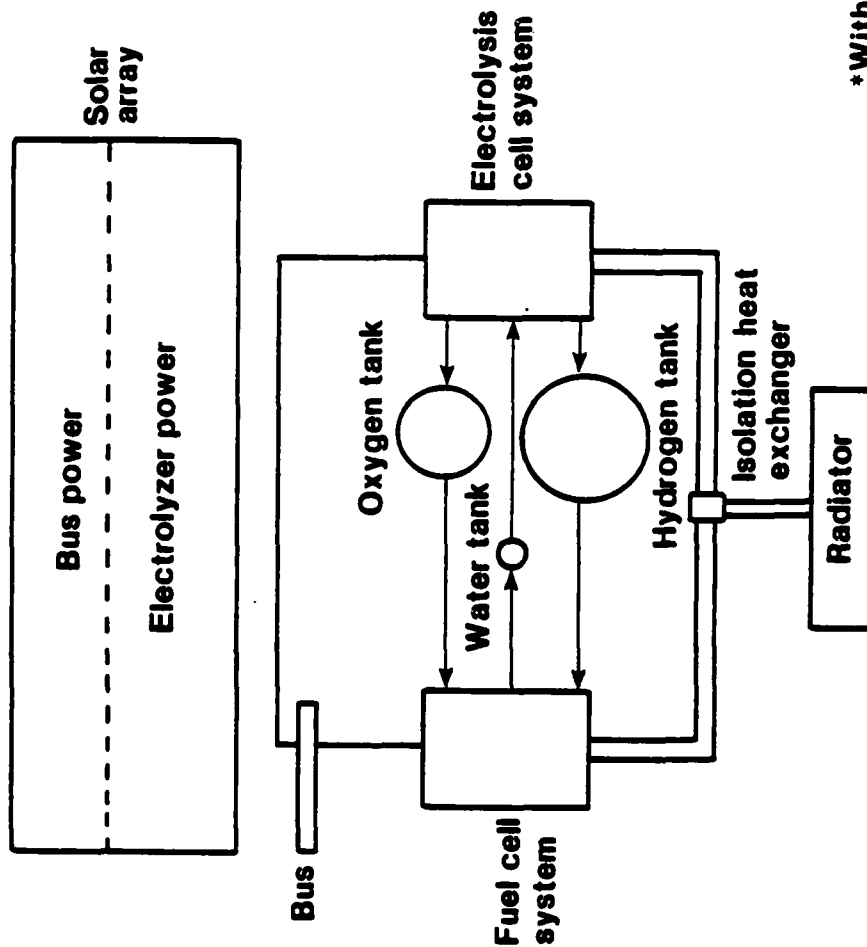 Solar
array
Bus power
Electrolyzer power
Bus
Oxygen tank
Electrolysis
cell system
Water tank
Fuel cell
system
Hydrogen tank
Isolation heat
exchanger
Radiator
*With